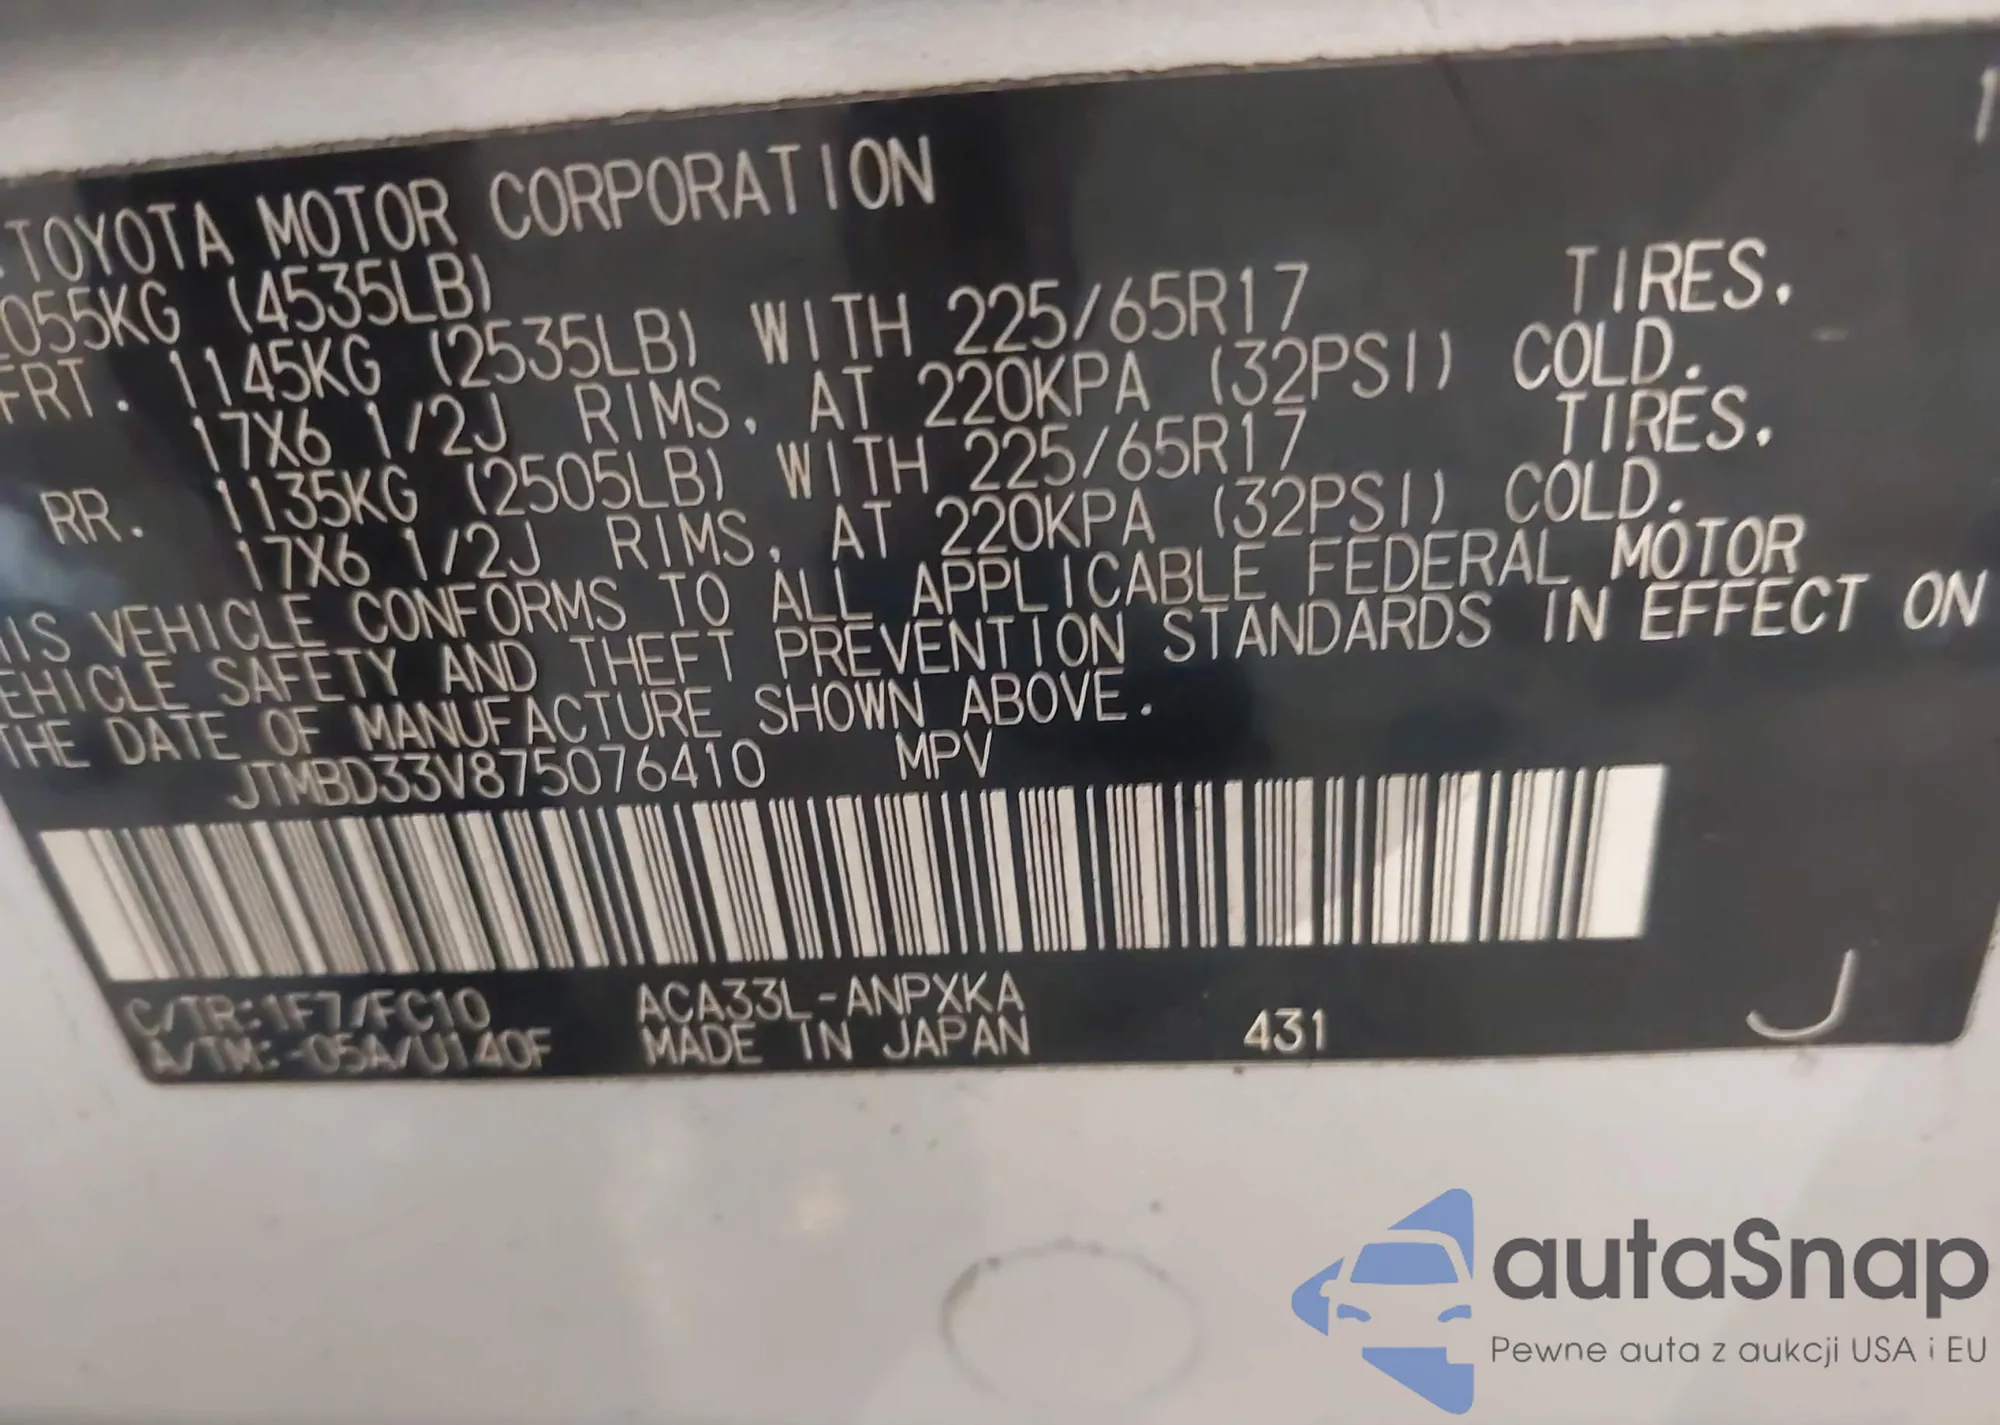 .TOYOTA MOTOR CORPORATION
2055KG (4535LB)
FRT. 1145KG (2535LB) WITH 225/65R17 TIRES,
17X6 1/2J RIMS, AT 220KPA (32PSI) COLD.
RR. 1135KG (2505LB) WITH 225/65R17 TIRES,
17X6 1/2J RIMS, AT 220KPA (32PSI) COLD.
HIS VEHICLE CONFORMS TO ALL APPLICABLE FEDERAL MOTOR
EHICLE SAFETY AND THEFT PREVENTION STANDARDS IN EFFECT ON
THE DATE OF MANUFACTURE SHOWN ABOVE.
JTMBD33V875076410 MPV
C/TR:1F7/FC10 ACA33L-ANPXKA
A/TM:-05A/U140F MADE IN JAPAN 431 J
autaSnap
Pewne auta z aukcji USA i EU